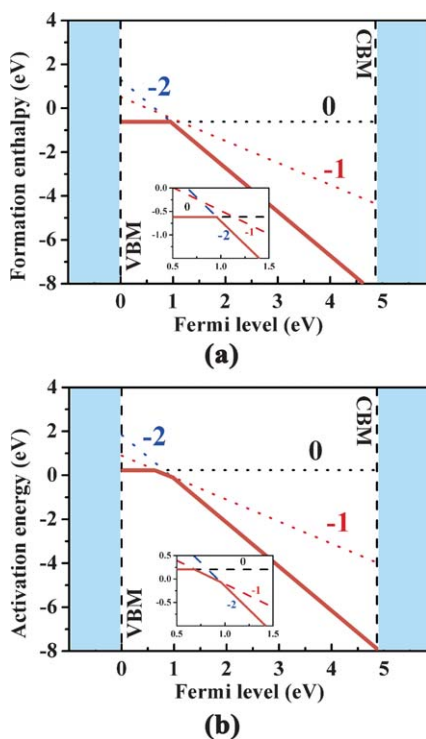 4
2
0
-2
-4
-6
-8
Formation enthalpy (eV)
-2
0
-1
VBM
CBM
0.0
-0.5
-1.0
0
-1
-2
0.5 1.0 1.5
0 1 2 3 4 5
Fermi level (eV)
(a)
4
2
0
-2
-4
-6
-8
Activation energy (eV)
-2
0
-1
VBM
CBM
0.5
0.0
-0.5
0
-1
-2
0.5 1.0 1.5
0 1 2 3 4 5
Fermi level (eV)
(b)